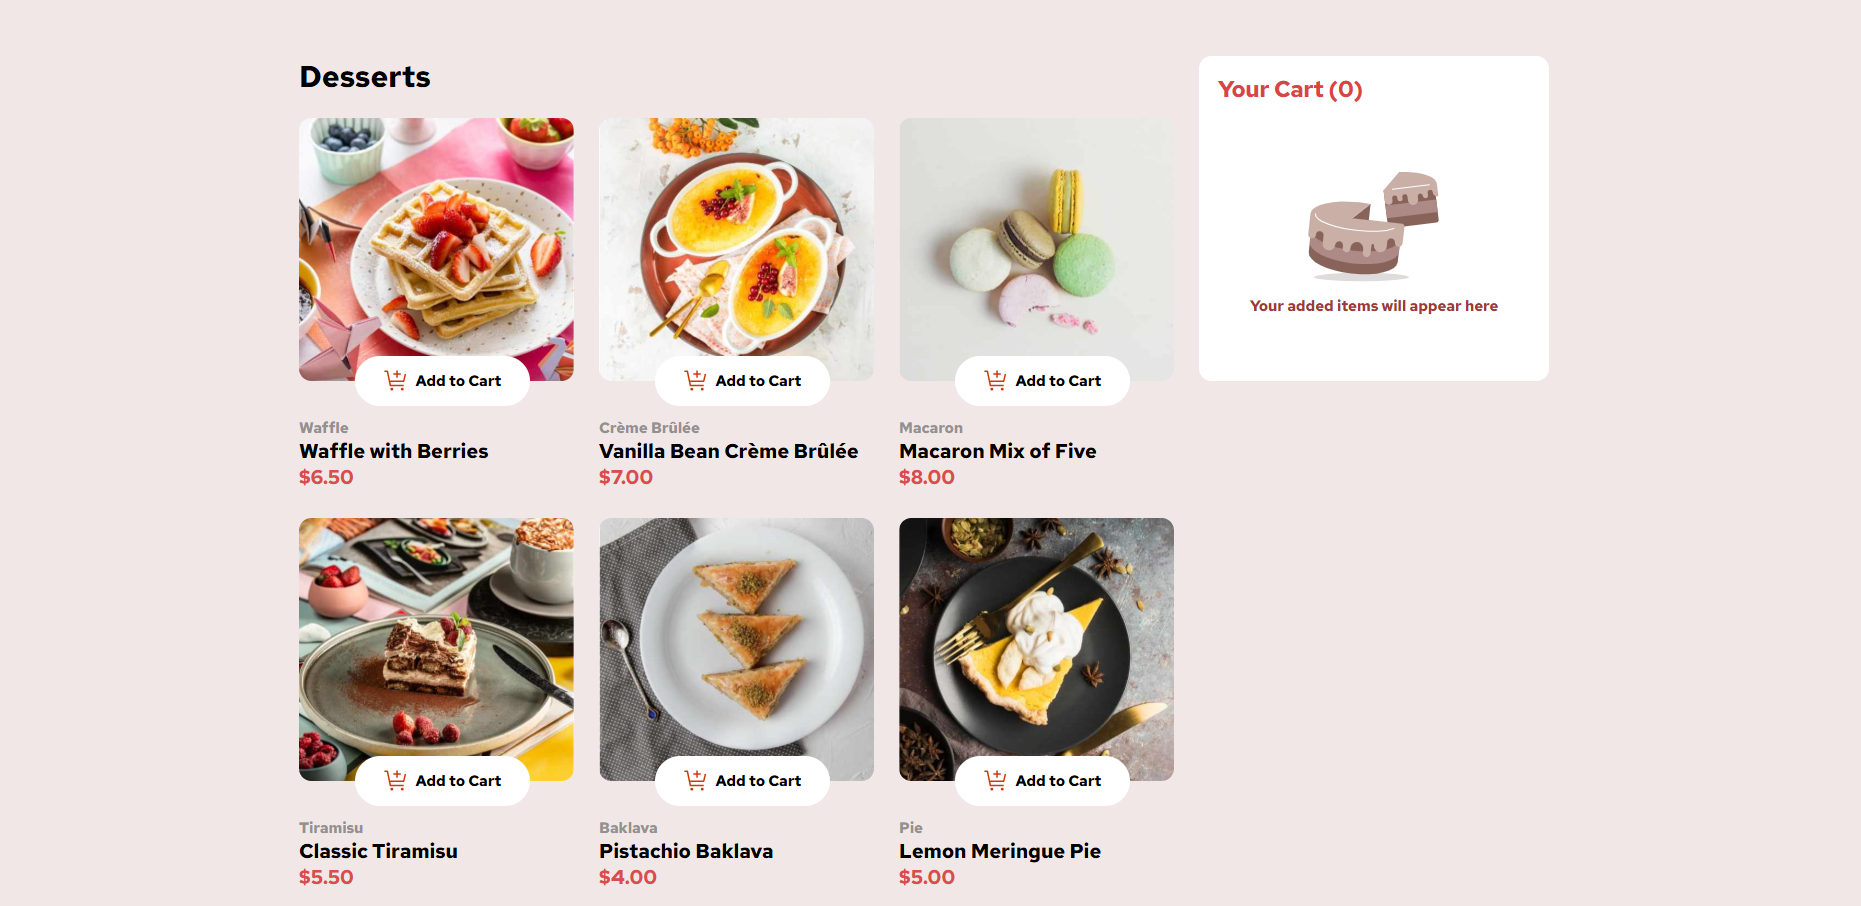 Desserts
Your Cart (0)
Your added items will appear here
Add to Cart
Add to Cart
Add to Cart
Waffle
Waffle with Berries
$6.50
Crème Brûlée
Vanilla Bean Crème Brûlée
$7.00
Macaron
Macaron Mix of Five
$8.00
Add to Cart
Add to Cart
Add to Cart
Tiramisu
Classic Tiramisu
$5.50
Baklava
Pistachio Baklava
$4.00
Pie
Lemon Meringue Pie
$5.00